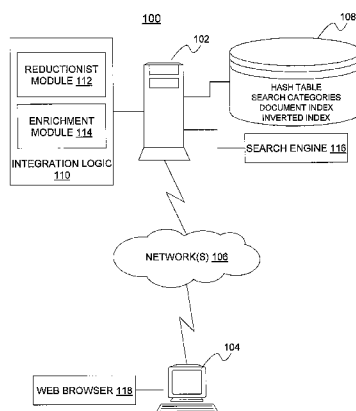 100
102
108
REDUCTIONIST
MODULE 112
ENRICHMENT
MODULE 114
INTEGRATION LOGIC
110
HASH TABLE
SEARCH CATEGORIES
DOCUMENT INDEX
INVERTED INDEX
SEARCH ENGINE 116
NETWORK(S) 106
104
WEB BROWSER 118